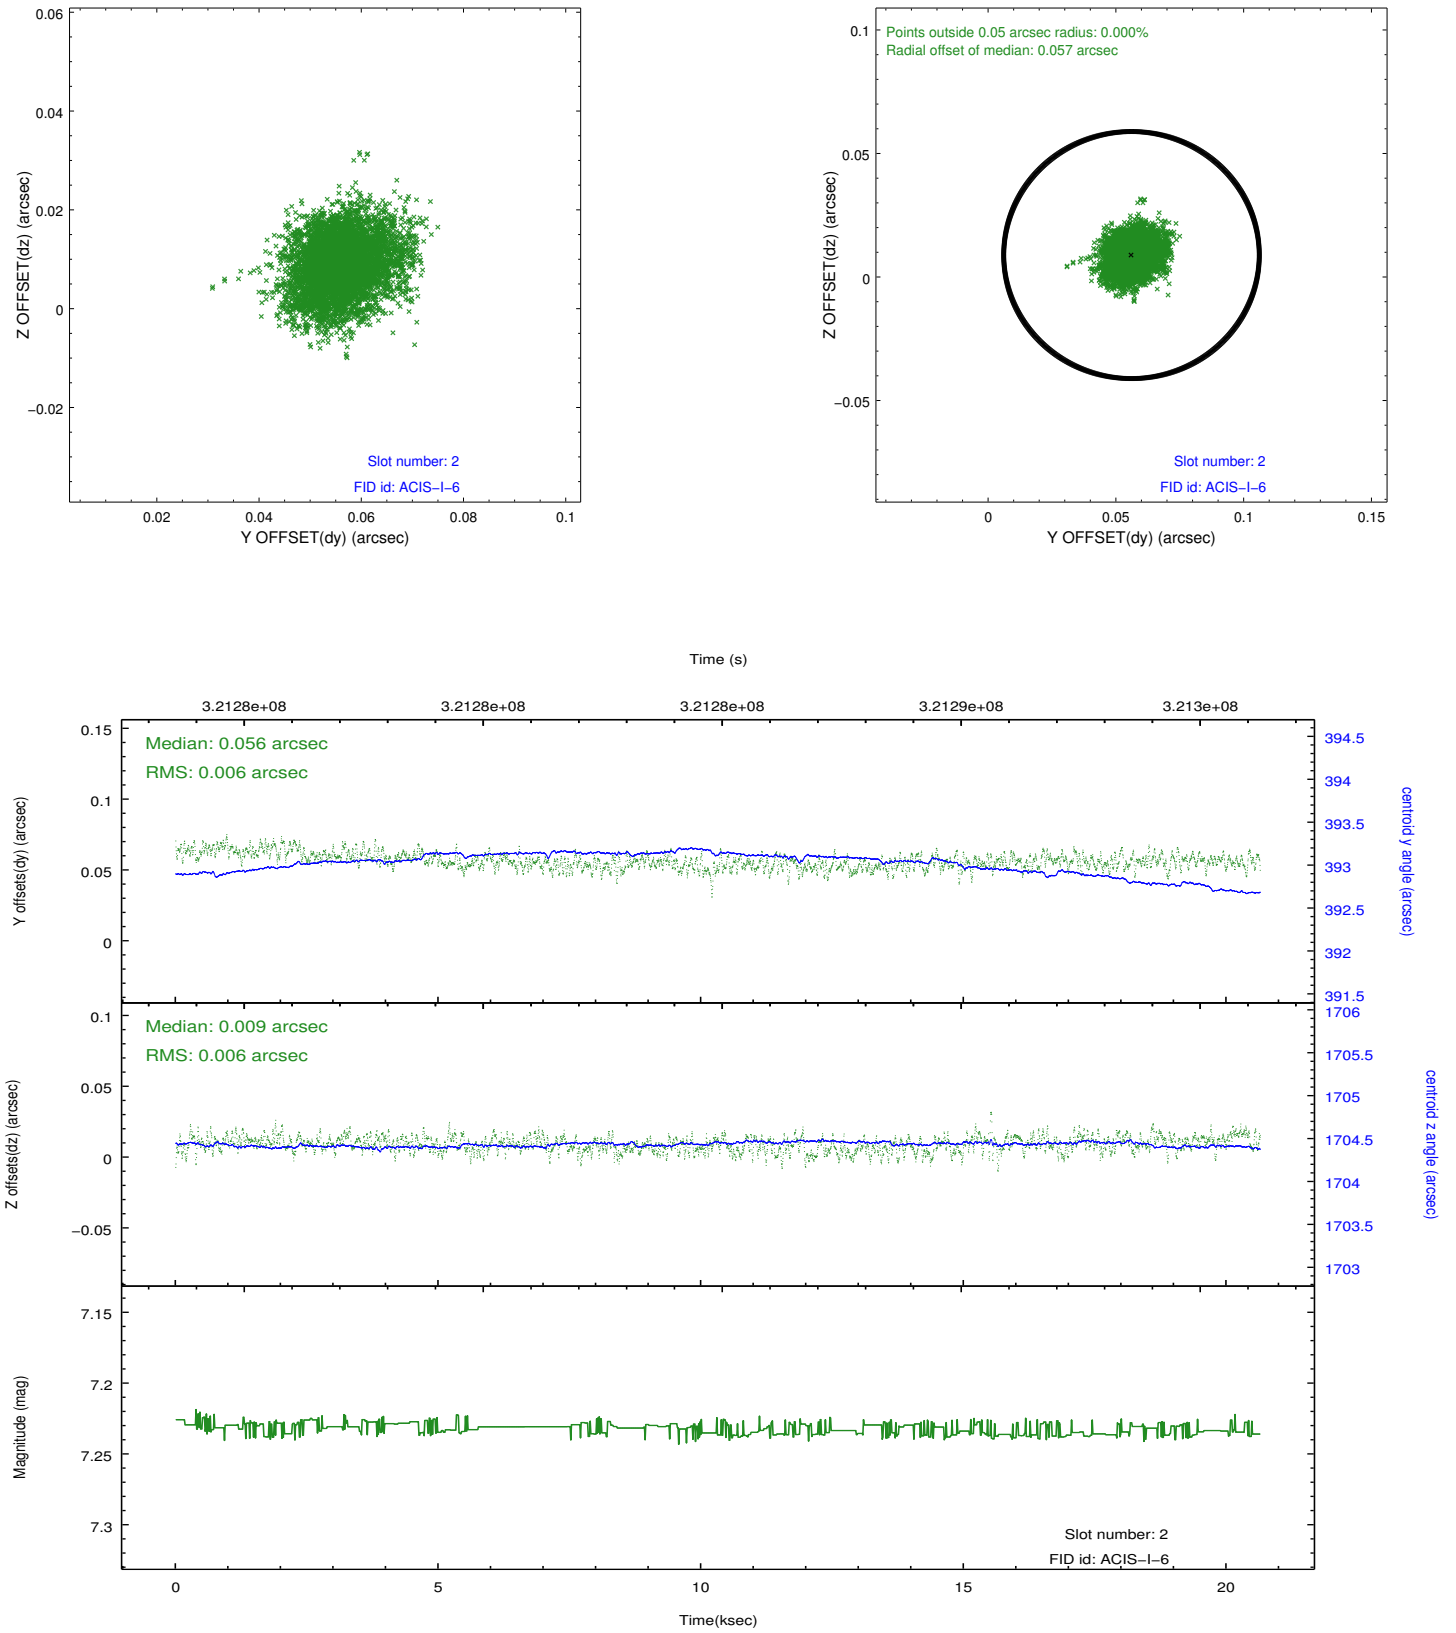 0.06
0.04
0.02
0
−0.02
Z OFFSET(dz) (arcsec)
Slot number: 2
FID id: ACIS−I−6
0.02
0.04
0.06
0.08
0.1
Y OFFSET(dy) (arcsec)
Points outside 0.05 arcsec radius: 0.000%
Radial offset of median: 0.057 arcsec
0.1
0.05
0
−0.05
Z OFFSET(dz) (arcsec)
Slot number: 2
FID id: ACIS−I−6
0
0.05
0.1
0.15
Y OFFSET(dy) (arcsec)
Time (s)
3.2128e+08
3.2128e+08
3.2128e+08
3.2129e+08
3.213e+08
Median: 0.056 arcsec
RMS: 0.006 arcsec
0.15
0.1
0.05
0
Y offsets(dy) (arcsec)
394.5
394
393.5
393
392.5
392
391.5
centroid y angle (arcsec)
Median: 0.009 arcsec
RMS: 0.006 arcsec
0.1
0.05
0
−0.05
Z offsets(dz) (arcsec)
1706
1705.5
1705
1704.5
1704
1703.5
1703
centroid z angle (arcsec)
7.15
7.2
7.25
7.3
Magnitude (mag)
Slot number: 2
FID id: ACIS−I−6
0
5
10
15
20
Time(ksec)